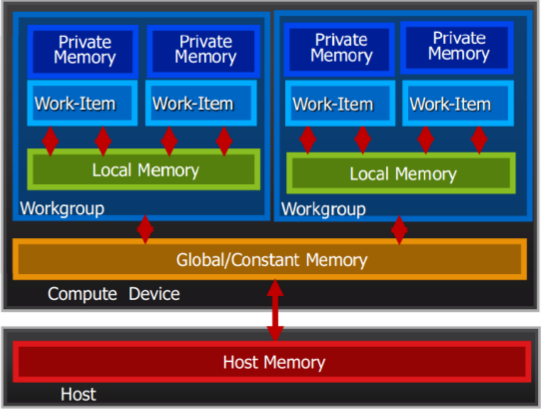 Private
Memory
Private
Memory
Private
Memory
Private
Memory
Work-Item
Work-Item
Work-Item
Work-Item
Local Memory
Local Memory
Workgroup
Workgroup
Global/Constant Memory
Compute Device
Host Memory
Host